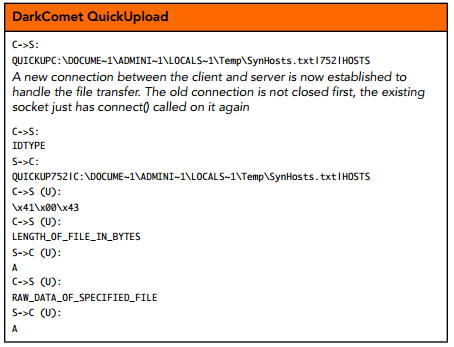 DarkComet QuickUpload
C->S:
QUICKUPC:\DOCUME~1\ADMINI~1\LOCALS~1\Temp\SynHosts.txt|752|HOSTS
A new connection between the client and server is now established to
handle the file transfer. The old connection is not closed first, the existing
socket just has connect() called on it again
C->S:
IDTYPE
S->C:
QUICKUP752|C:\DOCUME~1\ADMINI~1\LOCALS~1\Temp\SynHosts.txt|HOSTS
C->S (U):
\x41\x00\x43
C->S (U):
LENGTH_OF_FILE_IN_BYTES
S->C (U):
A
C->S (U):
RAW_DATA_OF_SPECIFIED_FILE
S->C (U):
A